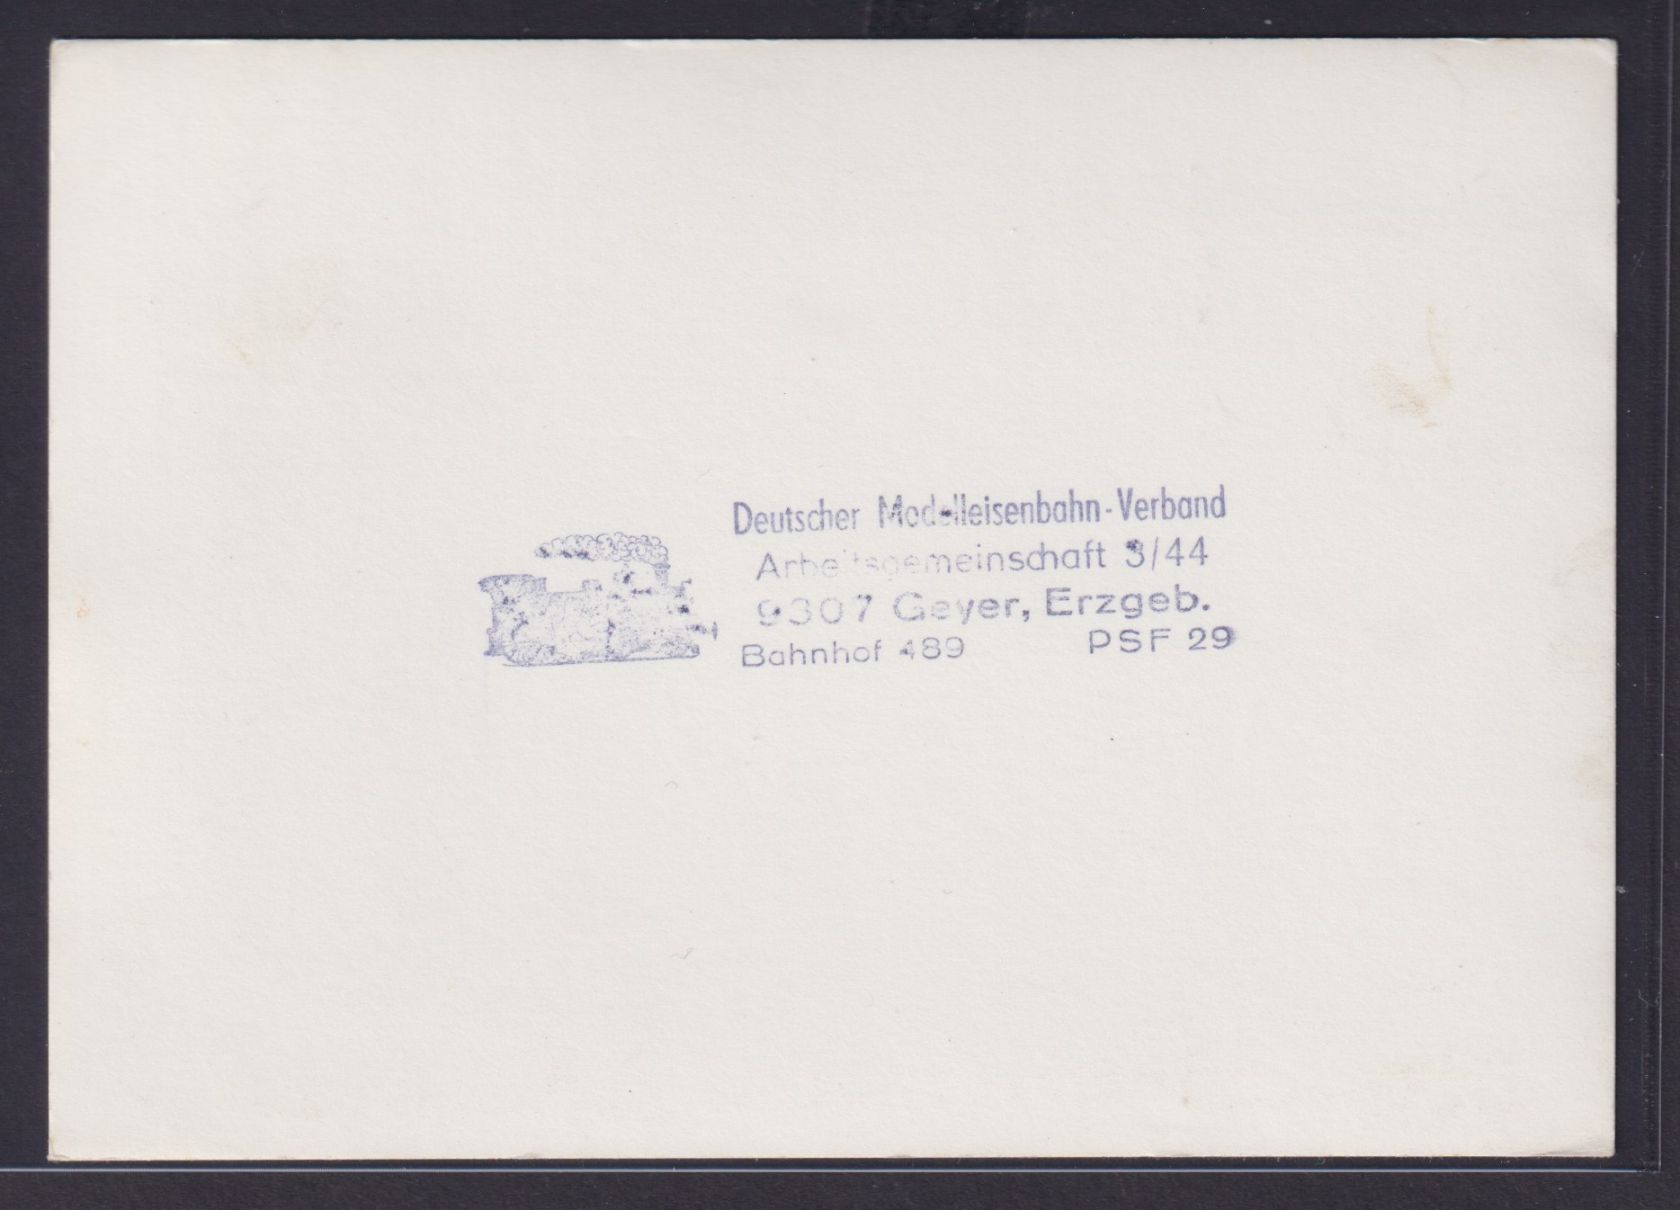 Deutscher Modelleisenbahn-Verband
Arbeitsgemeinschaft 3/44
9307 Geyer, Erzgeb.
Bahnhof 489 PSF 29